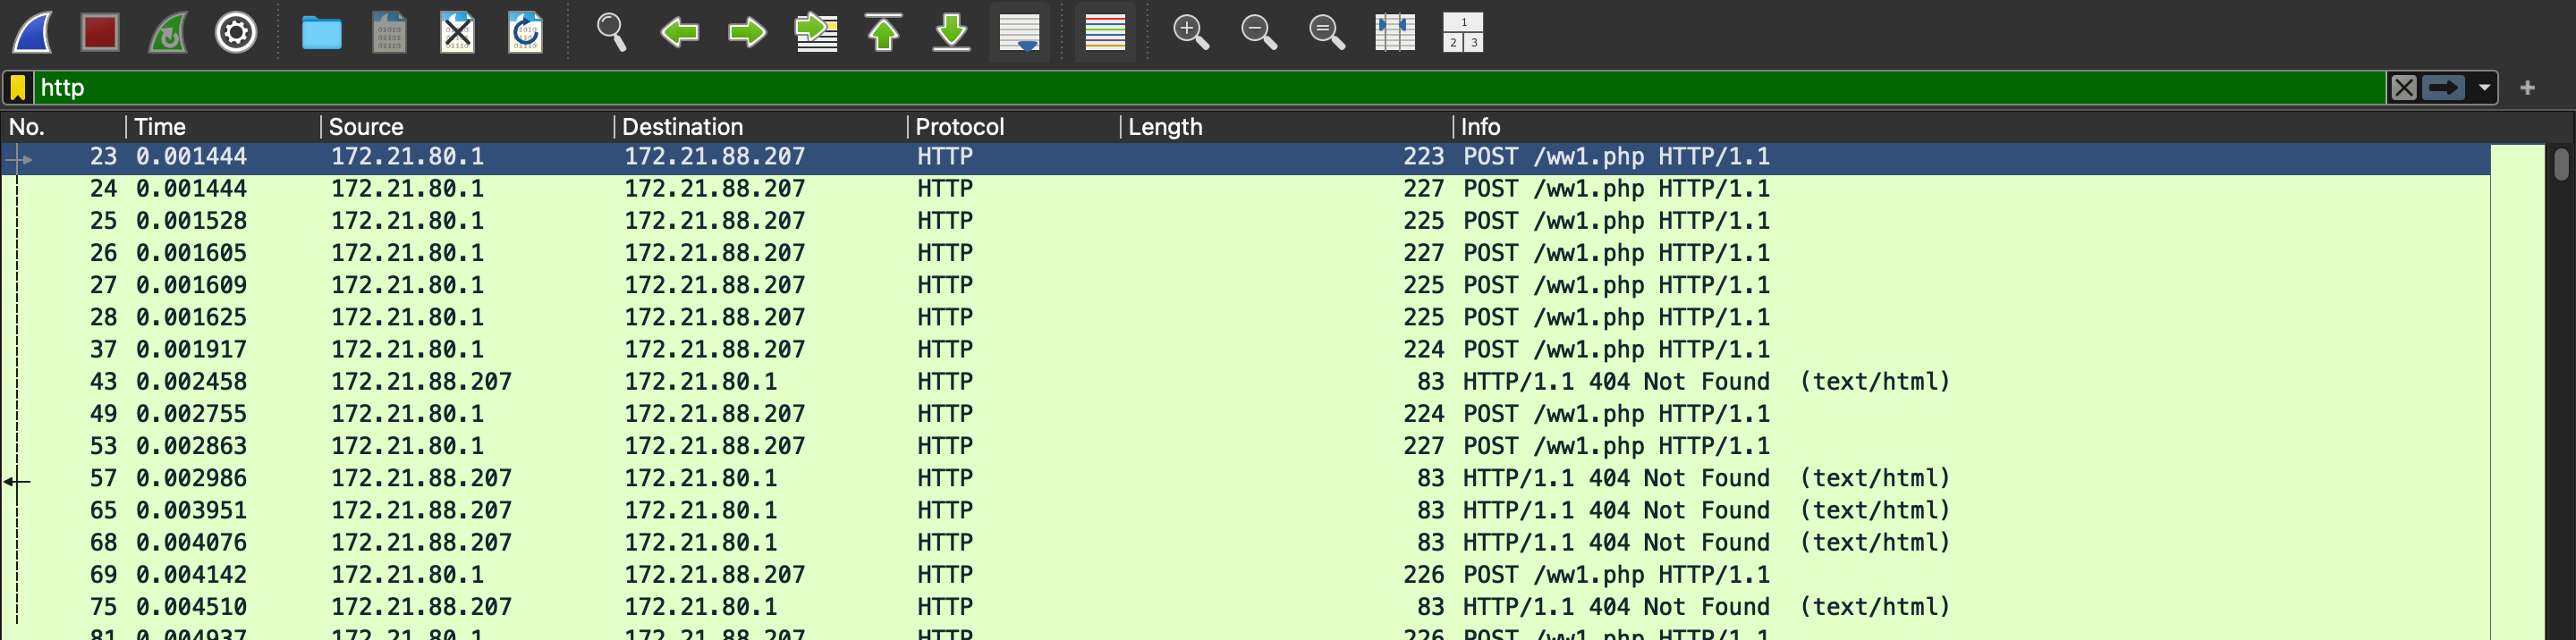 http
No. Time Source Destination Protocol Length Info
23 0.001444 172.21.80.1 172.21.88.207 HTTP 223 POST /ww1.php HTTP/1.1
24 0.001444 172.21.80.1 172.21.88.207 HTTP 227 POST /ww1.php HTTP/1.1
25 0.001528 172.21.80.1 172.21.88.207 HTTP 225 POST /ww1.php HTTP/1.1
26 0.001605 172.21.80.1 172.21.88.207 HTTP 227 POST /ww1.php HTTP/1.1
27 0.001609 172.21.80.1 172.21.88.207 HTTP 225 POST /ww1.php HTTP/1.1
28 0.001625 172.21.80.1 172.21.88.207 HTTP 225 POST /ww1.php HTTP/1.1
37 0.001917 172.21.80.1 172.21.88.207 HTTP 224 POST /ww1.php HTTP/1.1
43 0.002458 172.21.88.207 172.21.80.1 HTTP 83 HTTP/1.1 404 Not Found (text/html)
49 0.002755 172.21.80.1 172.21.88.207 HTTP 224 POST /ww1.php HTTP/1.1
53 0.002863 172.21.80.1 172.21.88.207 HTTP 227 POST /ww1.php HTTP/1.1
57 0.002986 172.21.88.207 172.21.80.1 HTTP 83 HTTP/1.1 404 Not Found (text/html)
65 0.003951 172.21.88.207 172.21.80.1 HTTP 83 HTTP/1.1 404 Not Found (text/html)
68 0.004076 172.21.88.207 172.21.80.1 HTTP 83 HTTP/1.1 404 Not Found (text/html)
69 0.004142 172.21.80.1 172.21.88.207 HTTP 226 POST /ww1.php HTTP/1.1
75 0.004510 172.21.88.207 172.21.80.1 HTTP 83 HTTP/1.1 404 Not Found (text/html)
81 0.004937 172.21.80.1 172.21.88.207 HTTP 226 POST /ww1.php HTTP/1.1